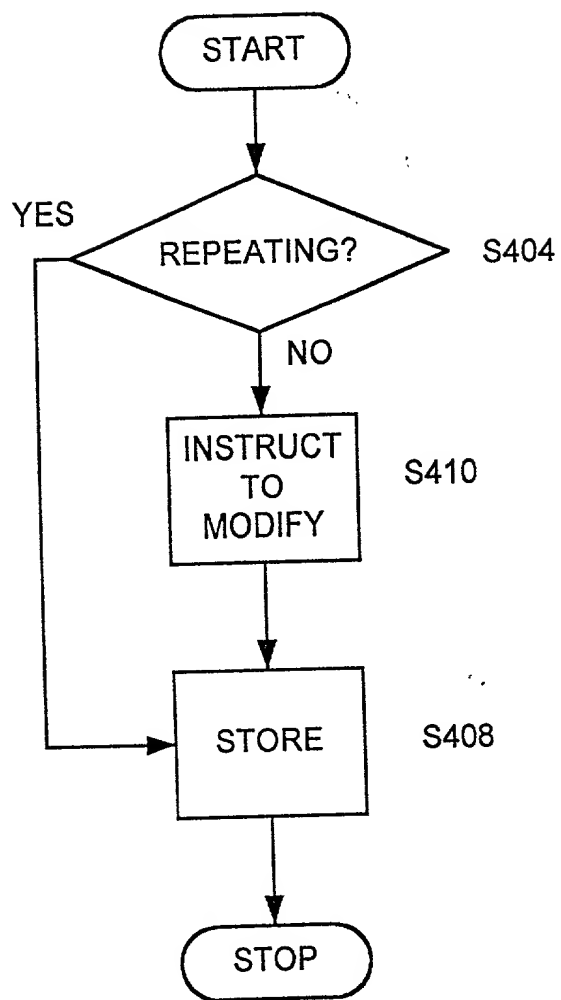 START
YES
REPEATING?
S404
NO
INSTRUCT
TO
MODIFY
S410
STORE
S408
STOP